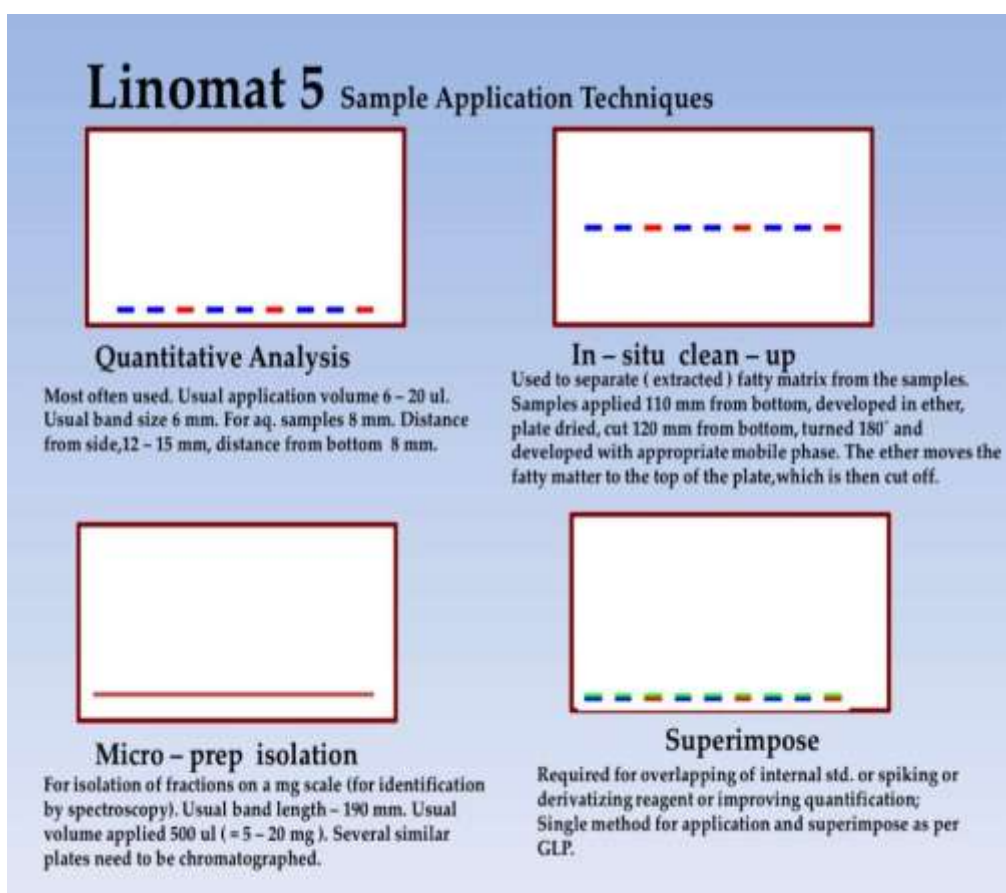 Linomat 5 Sample Application Techniques
Quantitative Analysis
Most often used. Usual application volume 6 – 20 ul.
Usual band size 6 mm. For aq. samples 8 mm. Distance
from side,12 – 15 mm, distance from bottom 8 mm.
In – situ clean – up
Used to separate ( extracted ) fatty matrix from the samples.
Samples applied 110 mm from bottom, developed in ether,
plate dried, cut 120 mm from bottom, turned 180˚ and
developed with appropriate mobile phase. The ether moves the
fatty matter to the top of the plate,which is then cut off.
Micro – prep isolation
For isolation of fractions on a mg scale (for identification
by spectroscopy). Usual band length – 190 mm. Usual
volume applied 500 ul ( = 5 – 20 mg ). Several similar
plates need to be chromatographed.
Superimpose
Required for overlapping of internal std. or spiking or
derivatizing reagent or improving quantification;
Single method for application and superimpose as per
GLP.